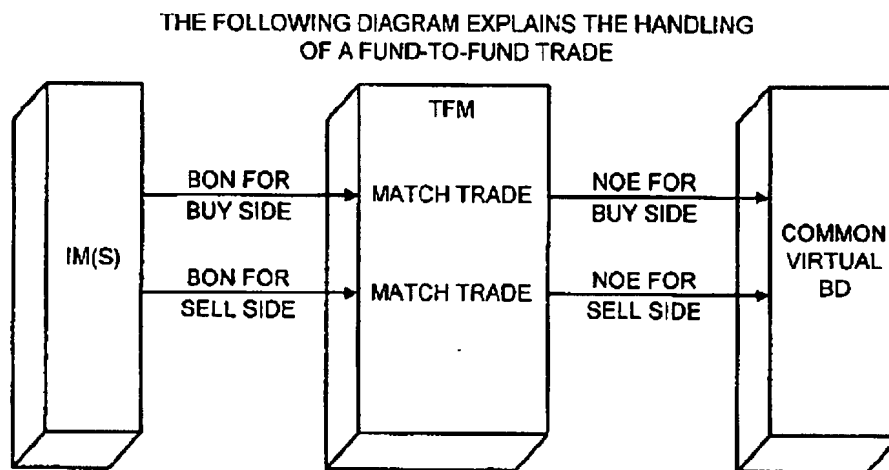 THE FOLLOWING DIAGRAM EXPLAINS THE HANDLING
OF A FUND-TO-FUND TRADE
IM(S)
BON FOR
BUY SIDE
BON FOR
SELL SIDE
TFM
MATCH TRADE
MATCH TRADE
NOE FOR
BUY SIDE
NOE FOR
SELL SIDE
COMMON
VIRTUAL
BD